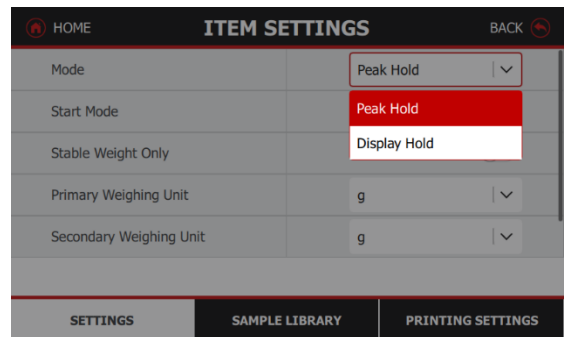 HOME ITEM SETTINGS BACK
Mode Peak Hold
Start Mode Peak Hold
Stable Weight Only Display Hold
Primary Weighing Unit g
Secondary Weighing Unit g
SETTINGS SAMPLE LIBRARY PRINTING SETTINGS